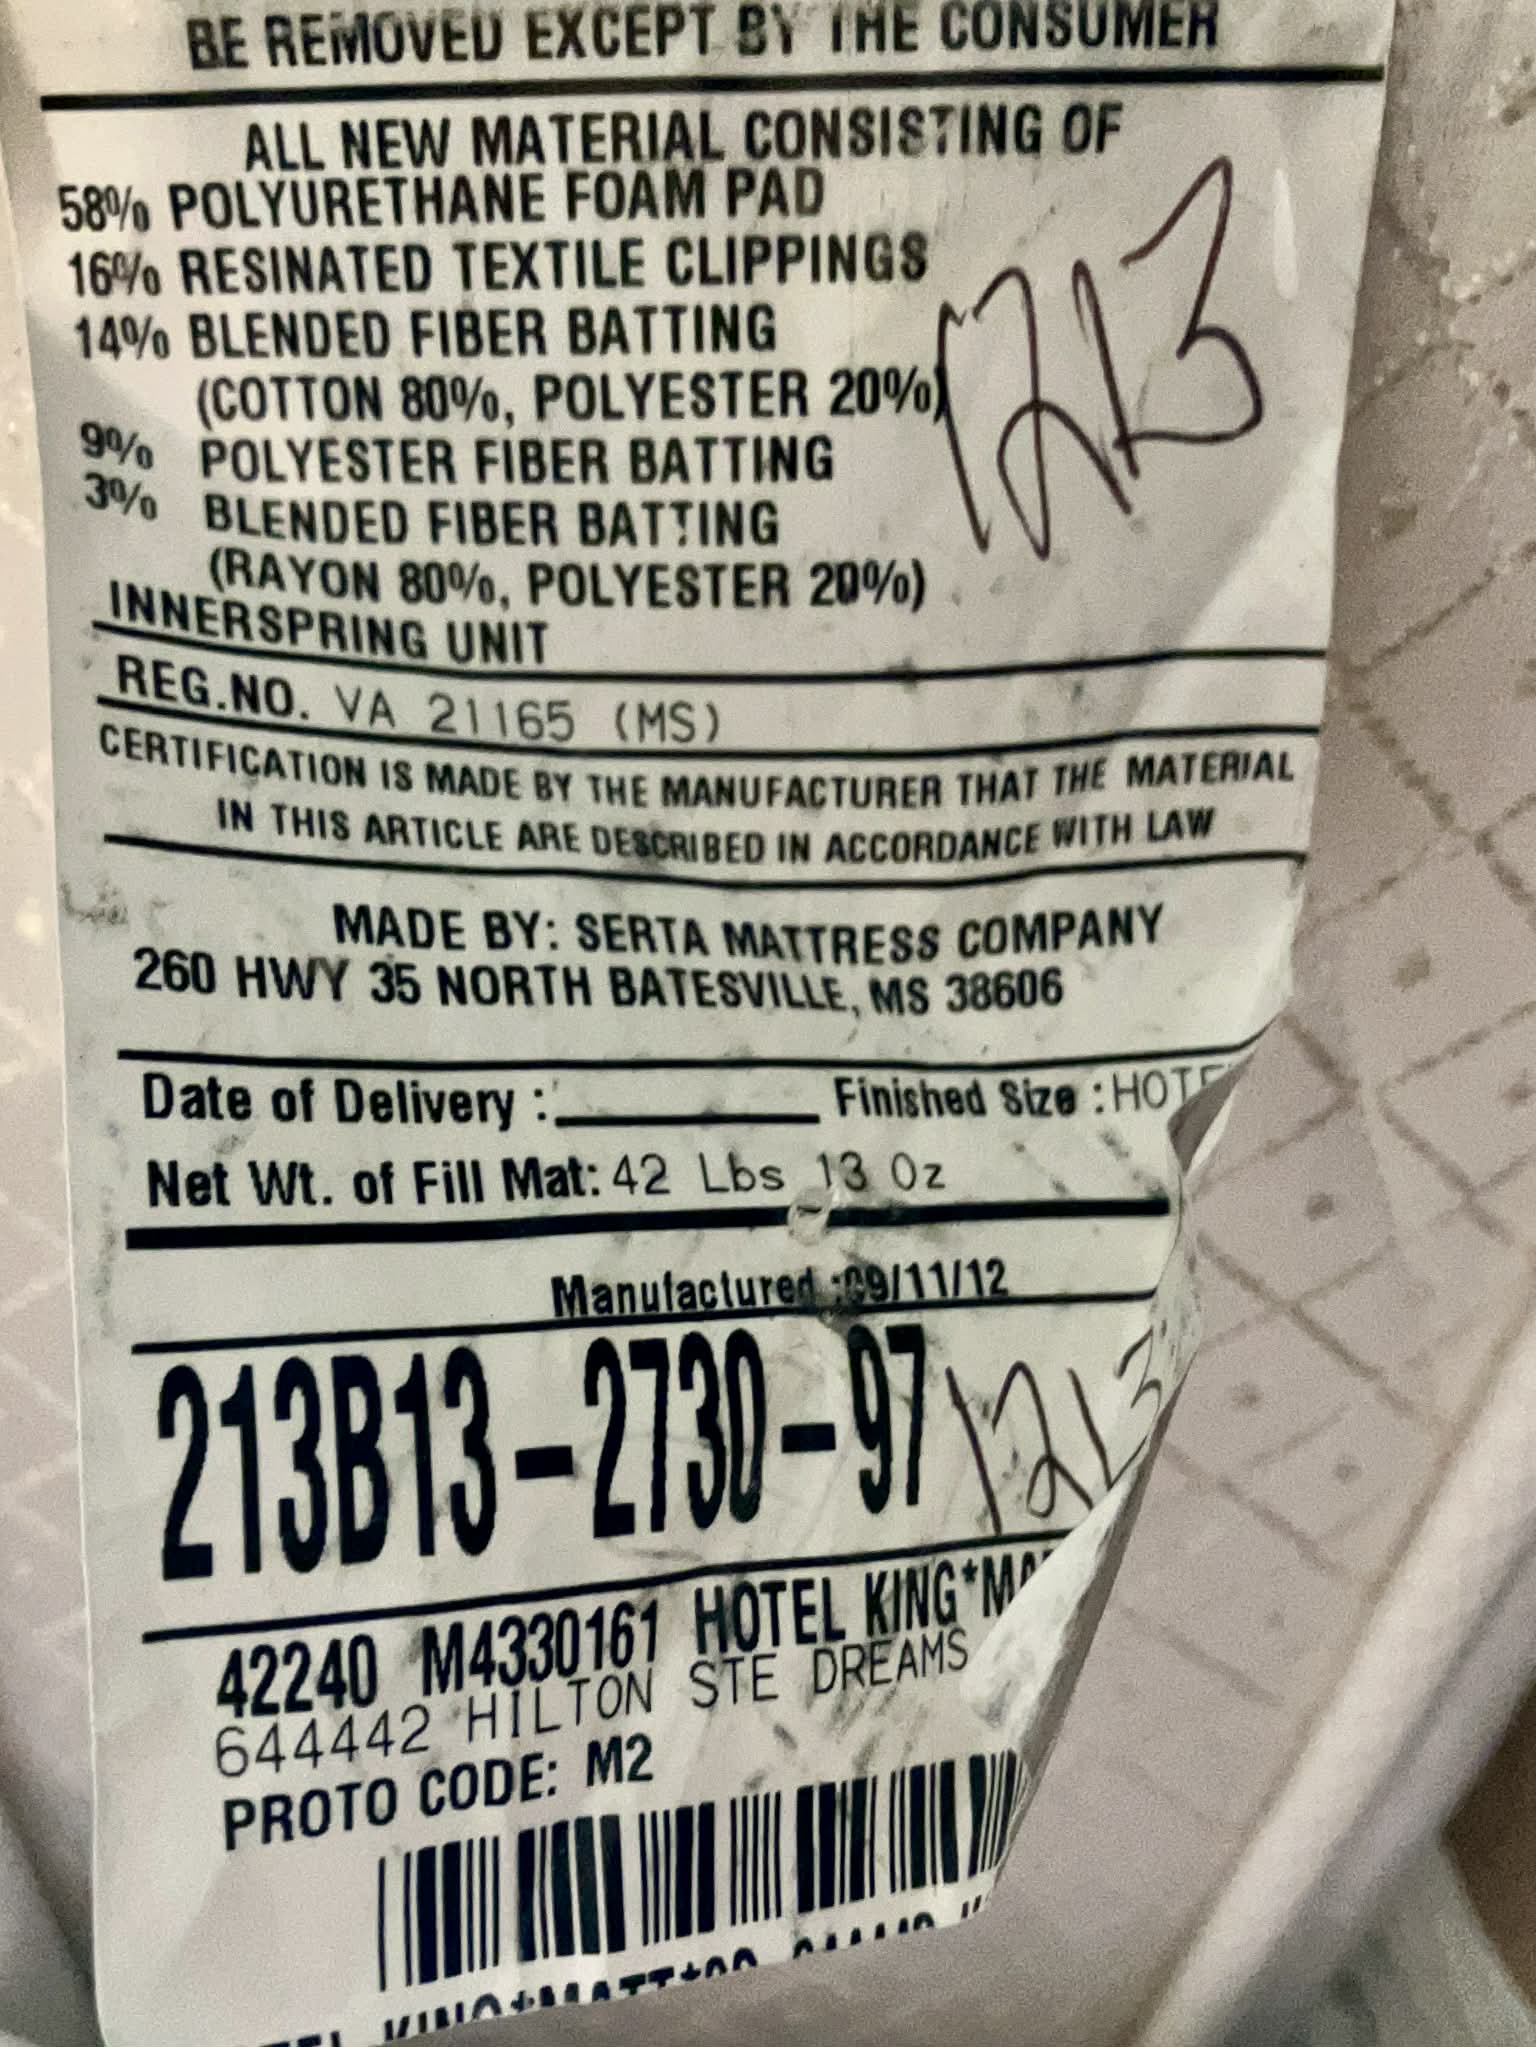 BE REMOVED EXCEPT BY THE CONSUMER
ALL NEW MATERIAL CONSISTING OF
58% POLYURETHANE FOAM PAD
16% RESINATED TEXTILE CLIPPINGS
14% BLENDED FIBER BATTING
(COTTON 80%, POLYESTER 20%)
1213
9% POLYESTER FIBER BATTING
3% BLENDED FIBER BATTING
(RAYON 80%, POLYESTER 20%)
INNERSPRING UNIT
REG.NO. VA 21165 (MS)
CERTIFICATION IS MADE BY THE MANUFACTURER THAT THE MATERIAL
IN THIS ARTICLE ARE DESCRIBED IN ACCORDANCE WITH LAW
MADE BY: SERTA MATTRESS COMPANY
260 HWY 35 NORTH BATESVILLE, MS 38606
Date of Delivery : Finished Size :HOTE
Net Wt. of Fill Mat: 42 Lbs 13 Oz
Manufactured :09/11/12
213B13-2730-97 1213
42240 M4330161 HOTEL KING*MA
644442 HILTON STE DREAMS
PROTO CODE: M2